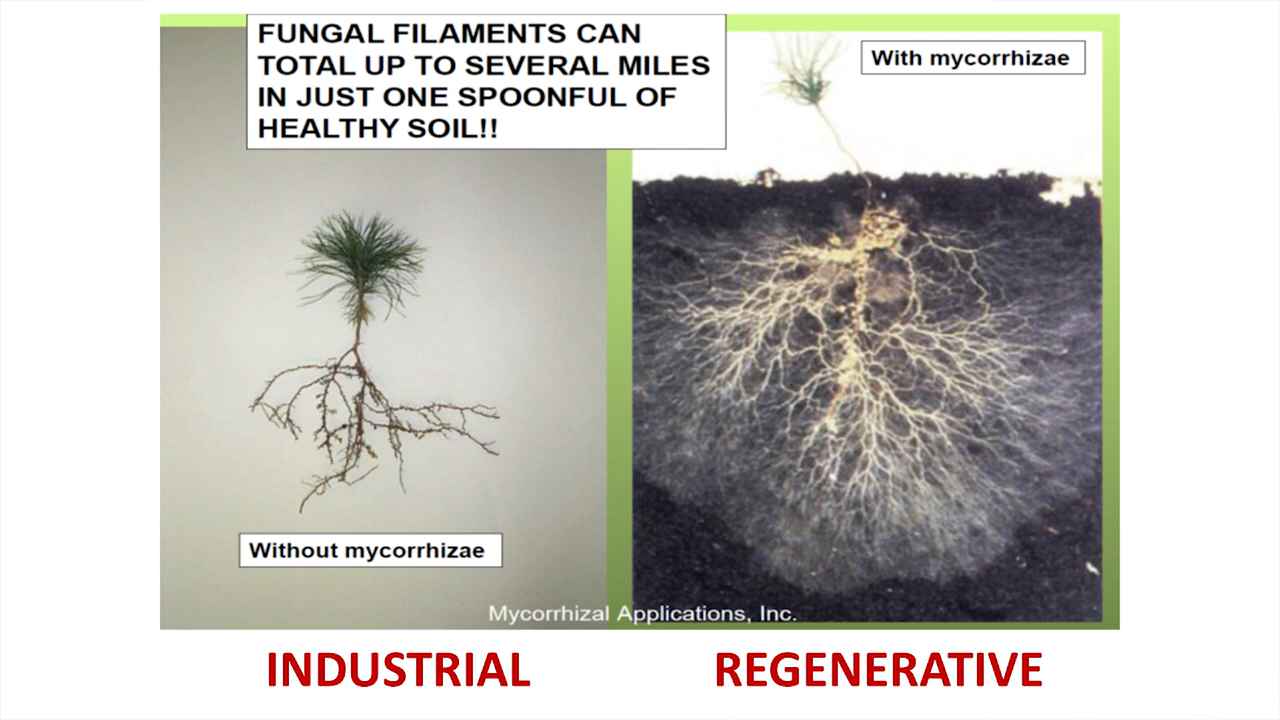 FUNGAL FILAMENTS CAN
TOTAL UP TO SEVERAL MILES
IN JUST ONE SPOONFUL OF
HEALTHY SOIL!!
With mycorrhizae
Without mycorrhizae
Mycorrhizal Applications, Inc.
INDUSTRIAL
REGENERATIVE